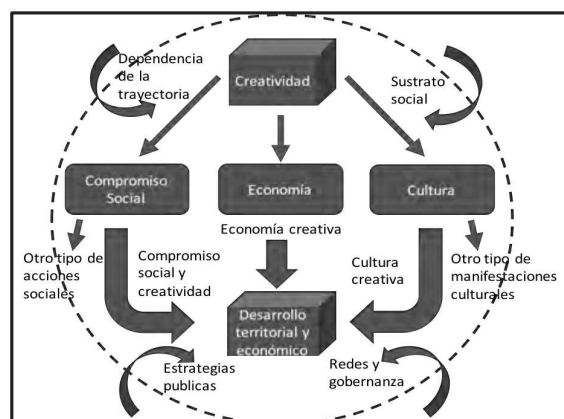 Dependencia
de la
trayectoria
Creatividad
Sustrato
social
Compromiso
Social
Economía
Cultura
Economía creativa
Otro tipo de
acciones
sociales
Compromiso
social y
creatividad
Cultura
creativa
Otro tipo de
manifestaciones
culturales
Desarrollo
territorial y
económico
Estrategias
publicas
Redes y
gobernanza